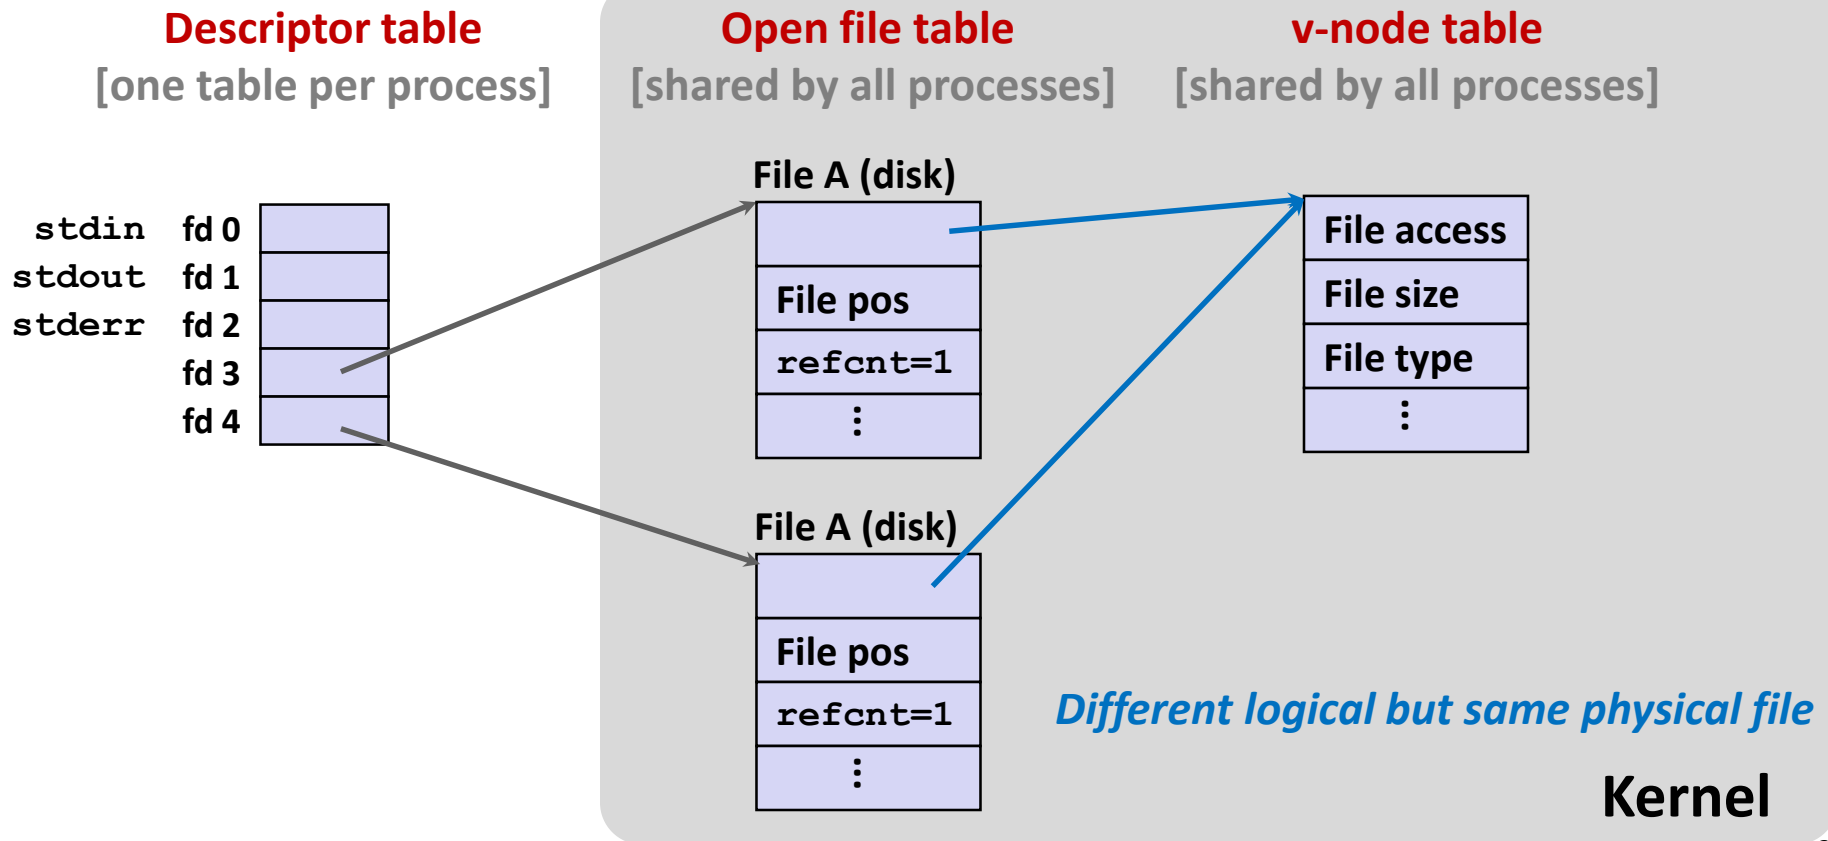 Descriptor table
[one table per process]
Open file table
[shared by all processes]
v-node table
[shared by all processes]
stdin fd 0
stdout fd 1
stderr fd 2
fd 3
fd 4
File A (disk)
File pos
refcnt=1
⋮
File access
File size
File type
⋮
File A (disk)
File pos
refcnt=1
⋮
Different logical but same physical file
Kernel